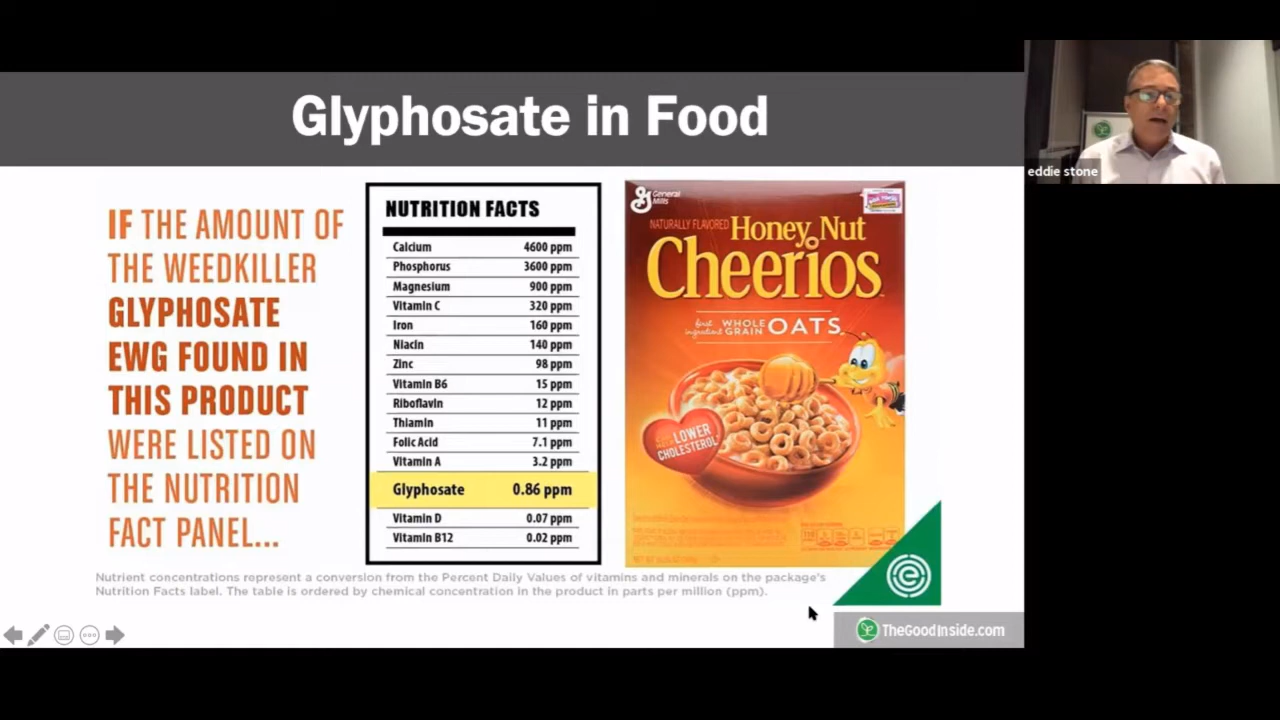 Glyphosate in Food
eddie stone
IF THE AMOUNT OF
THE WEEDKILLER
GLYPHOSATE
EWG FOUND IN
THIS PRODUCT
WERE LISTED ON
THE NUTRITION
FACT PANEL...
NUTRITION FACTS
Calcium 4600 ppm
Phosphorus 3600 ppm
Magnesium 900 ppm
Vitamin C 320 ppm
Iron 160 ppm
Niacin 140 ppm
Zinc 98 ppm
Vitamin B6 15 ppm
Riboflavin 12 ppm
Thiamin 11 ppm
Folic Acid 7.1 ppm
Vitamin A 3.2 ppm
Glyphosate 0.86 ppm
Vitamin D 0.07 ppm
Vitamin B12 0.02 ppm
General
Mills
NATURALLY FLAVORED Honey Nut
Cheerios
first ingredient WHOLE GRAIN OATS
LOWER
CHOLESTEROL
Nutrient concentrations represent a conversion from the Percent Daily Values of vitamins and minerals on the package's
Nutrition Facts label. The table is ordered by chemical concentration in the product in parts per million (ppm).
TheGoodInside.com